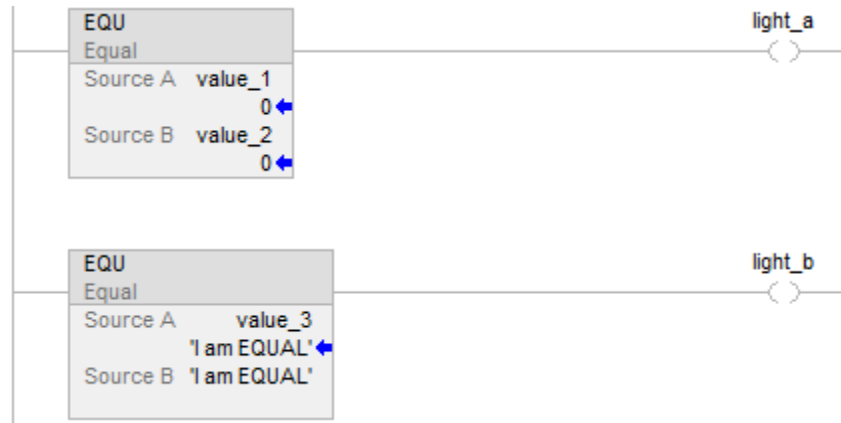 EQU light_a
Equal
Source A value_1
0
Source B value_2
0
EQU light_b
Equal
Source A value_3
'I am EQUAL'
Source B 'I am EQUAL'